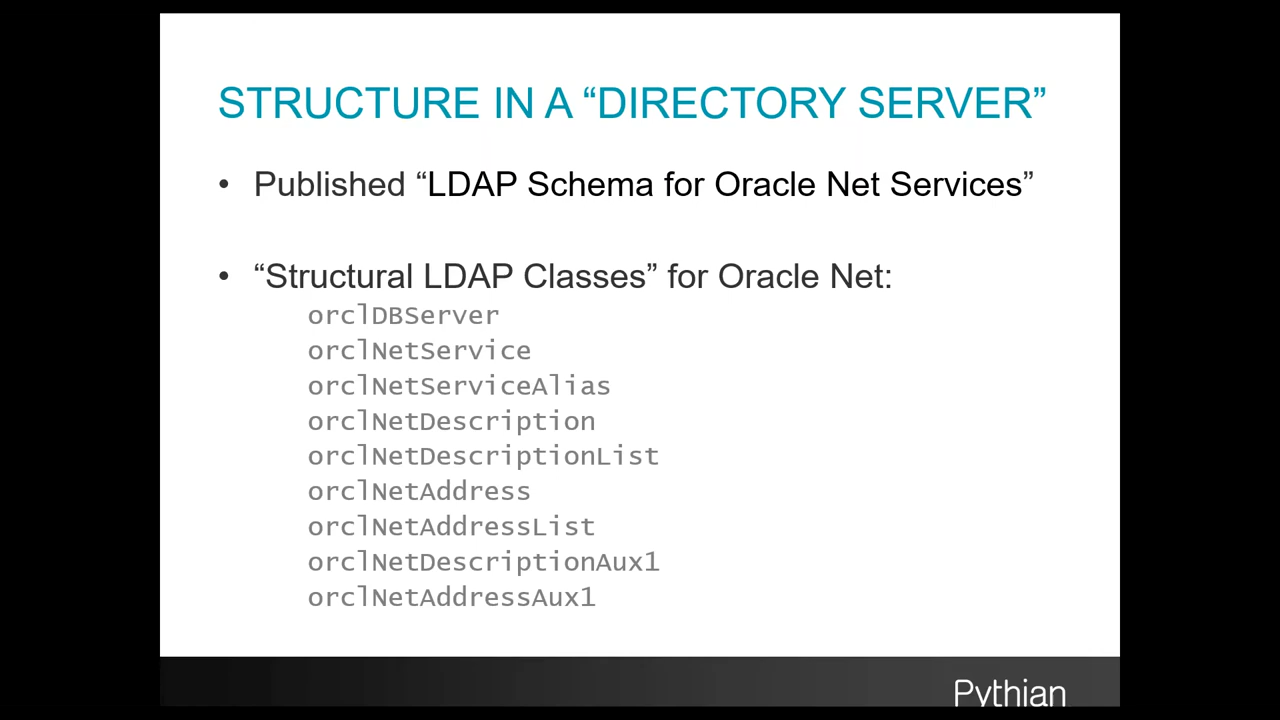 STRUCTURE IN A “DIRECTORY SERVER”
• Published “LDAP Schema for Oracle Net Services”
• “Structural LDAP Classes” for Oracle Net:
orclDBServer
orclNetService
orclNetServiceAlias
orclNetDescription
orclNetDescriptionList
orclNetAddress
orclNetAddressList
orclNetDescriptionAux1
orclNetAddressAux1
Pythian